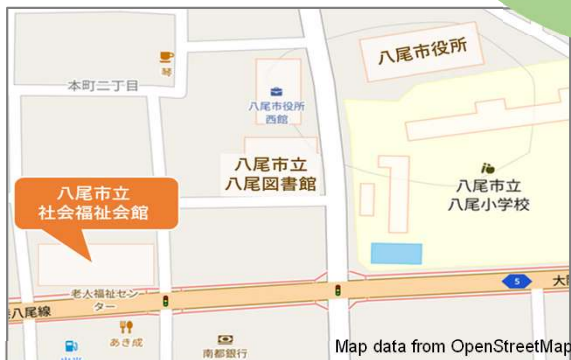 八尾市役所
琴
本町二丁目
八尾市役所
西館
八尾市立
八尾図書館
八尾市立
八尾小学校
八尾市立
社会福祉会館
老人福祉セン
ター
5
八尾線
あき成
南都銀行
Map data from OpenStreetMap